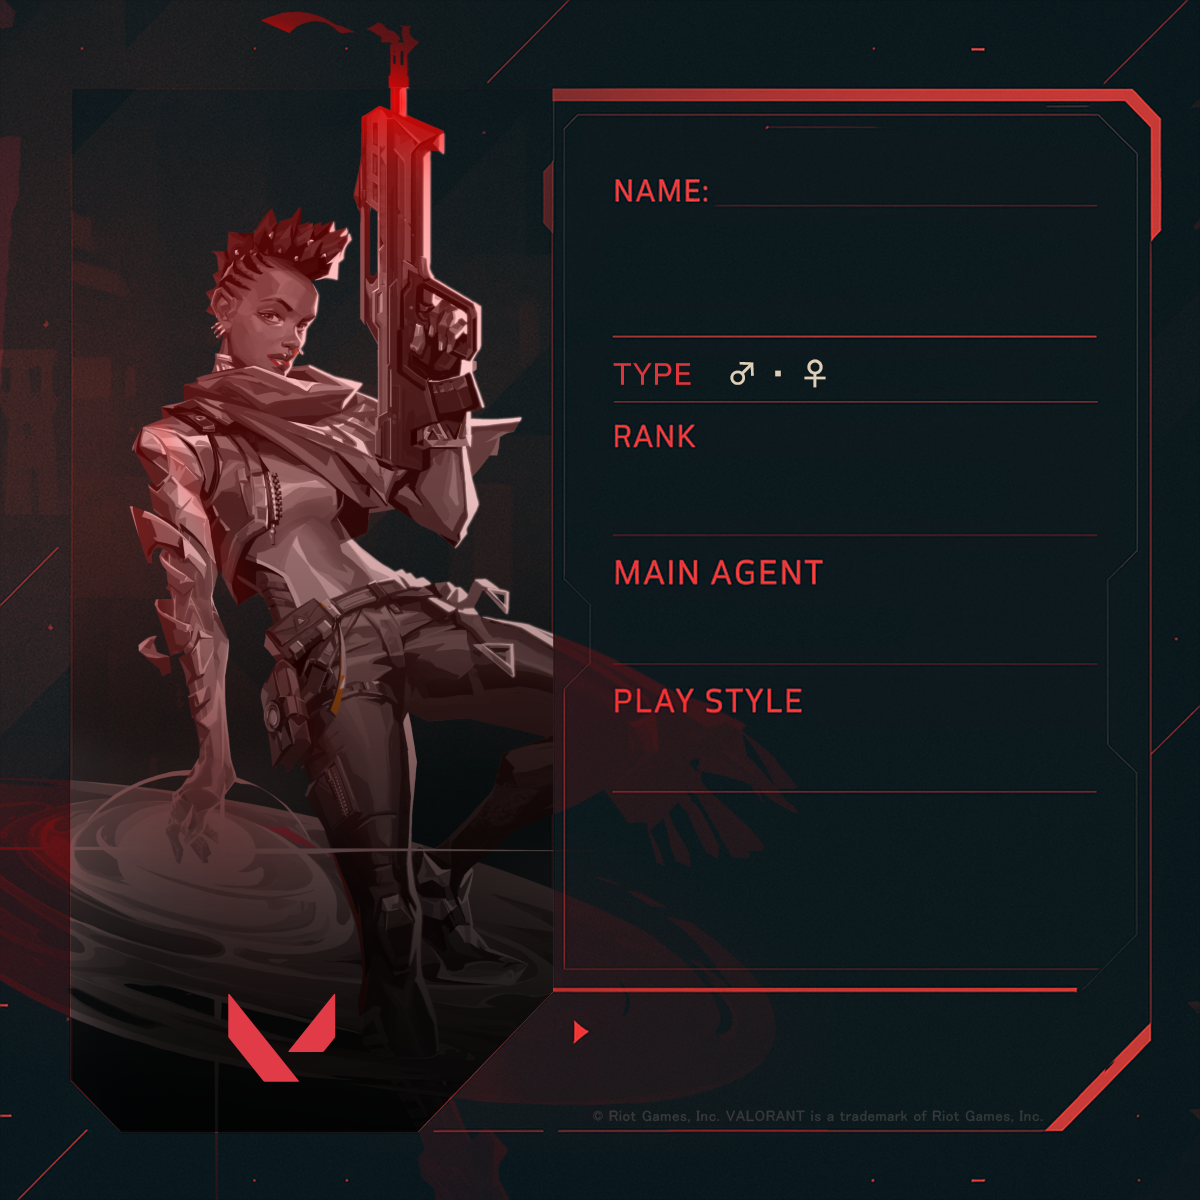 NAME:
TYPE ♂ · ♀
RANK
MAIN AGENT
PLAY STYLE
© Riot Games, Inc. VALORANT is a trademark of Riot Games, Inc.